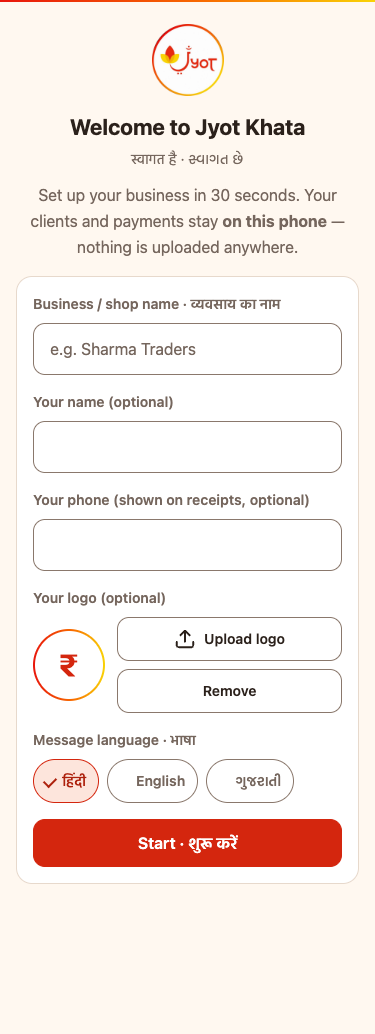 Jyot
Welcome to Jyot Khata
स्वागत है · સ્વાગત છે
Set up your business in 30 seconds. Your
clients and payments stay on this phone —
nothing is uploaded anywhere.
Business / shop name · व्यवसाय का नाम
e.g. Sharma Traders
Your name (optional)
Your phone (shown on receipts, optional)
Your logo (optional)
₹
Upload logo
Remove
Message language · भाषा
हिंदी
English
ગુજરાતી
Start · शुरू करें